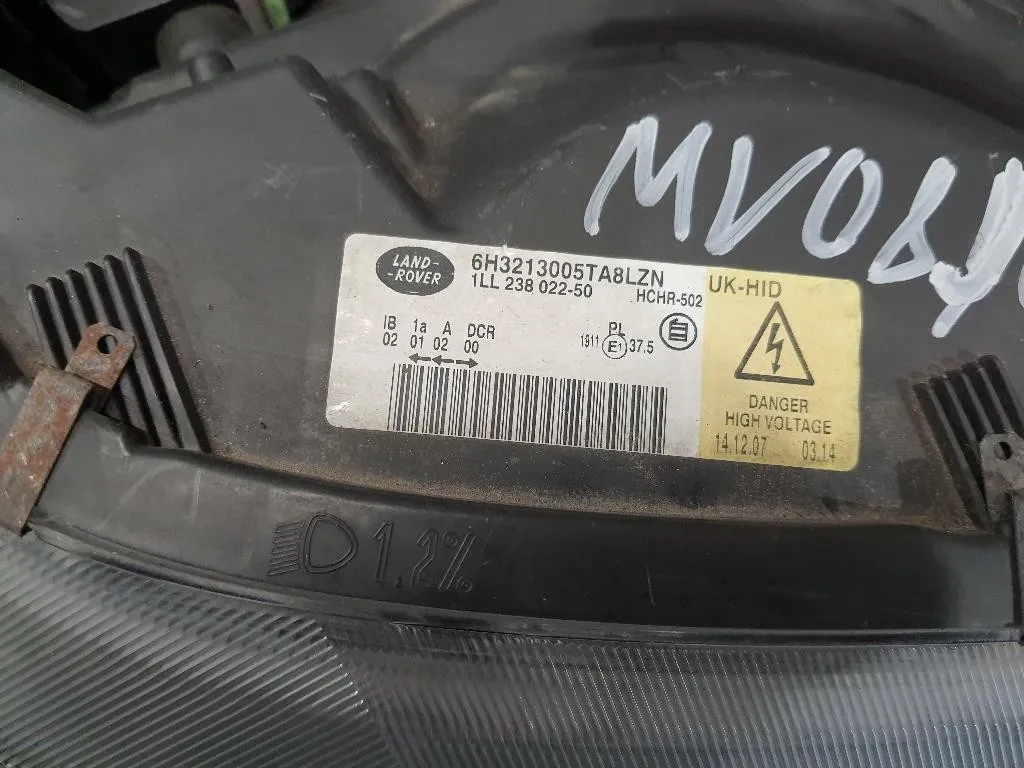 MV08
LAND-
-ROVER
6H3213005TA8LZN
1LL 238 022-50
HCHR-502
UK-HID
IB 1a A DCR
02 01 02 00
PL
1911 E1 37.5
DANGER
HIGH VOLTAGE
14.12.07 03.14
1,2%